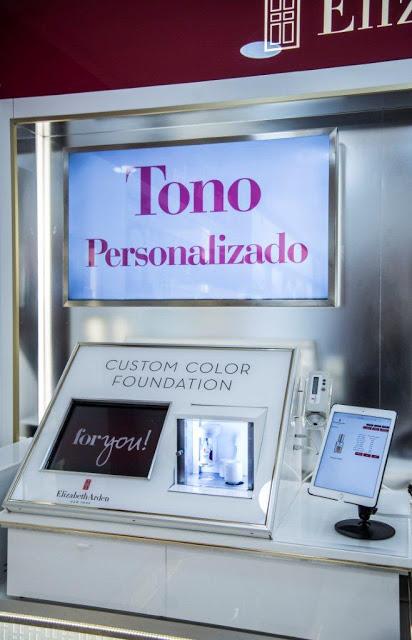 Eliz
Tono
Personalizado
CUSTOM COLOR
FOUNDATION
for you!
Elizabeth Arden
NEW YORK